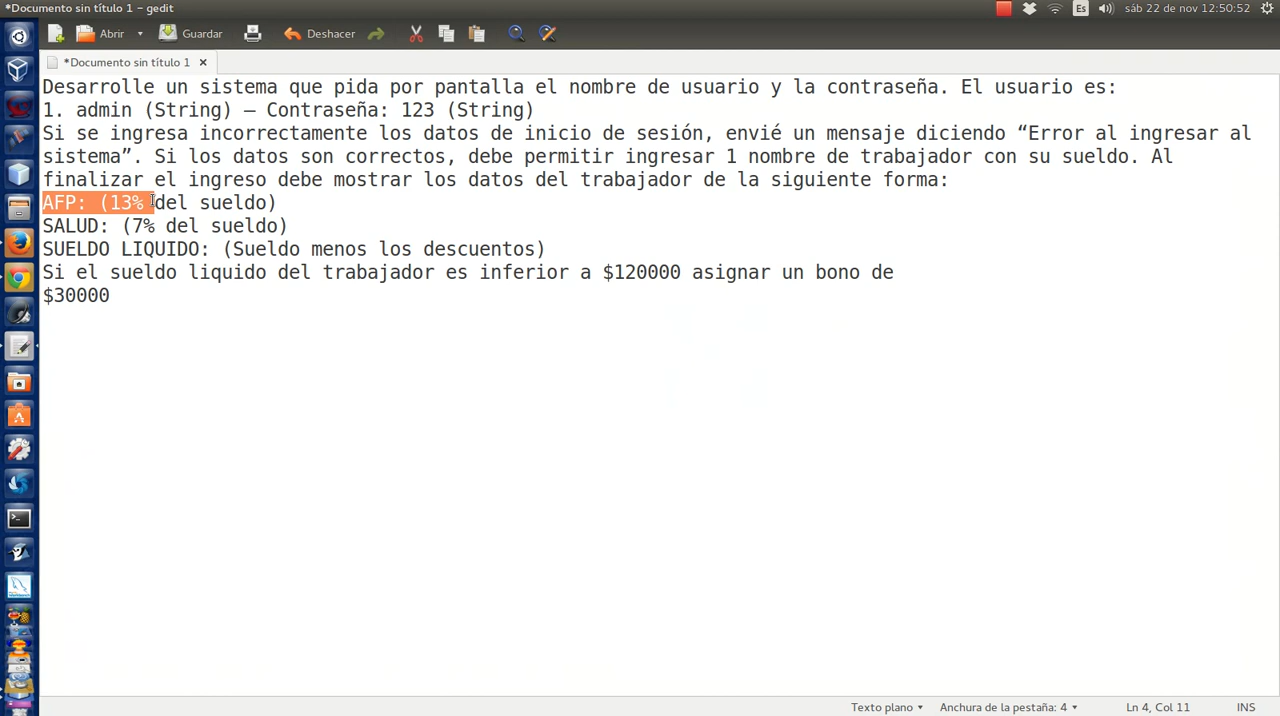 *Documento sin título 1 - gedit
Es
sáb 22 de nov 12:50:52
Abrir
Guardar
Deshacer
*Documento sin título 1 ×
Desarrolle un sistema que pida por pantalla el nombre de usuario y la contraseña. El usuario es:
1. admin (String) – Contraseña: 123 (String)
Si se ingresa incorrectamente los datos de inicio de sesión, envié un mensaje diciendo “Error al ingresar al
sistema”. Si los datos son correctos, debe permitir ingresar 1 nombre de trabajador con su sueldo. Al
finalizar el ingreso debe mostrar los datos del trabajador de la siguiente forma:
AFP: (13% del sueldo)
SALUD: (7% del sueldo)
SUELDO LIQUIDO: (Sueldo menos los descuentos)
Si el sueldo liquido del trabajador es inferior a $120000 asignar un bono de
$30000
Texto plano
Anchura de la pestaña: 4
Ln 4, Col 11
INS